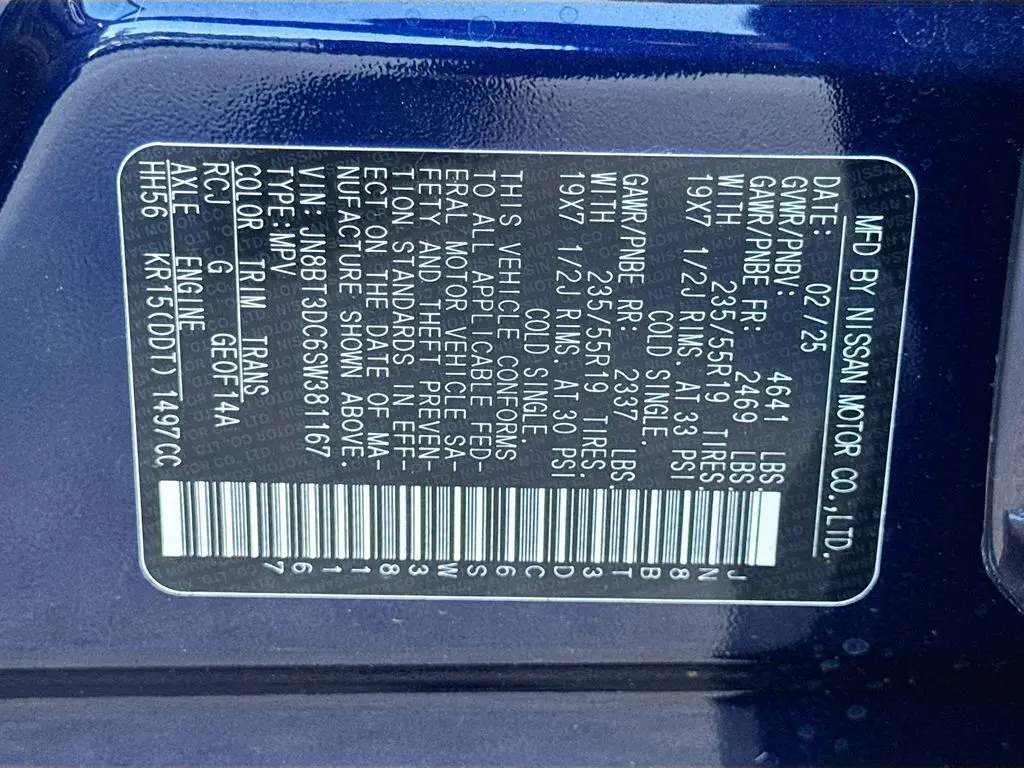 MFD BY NISSAN MOTOR CO.,LTD.
DATE: 02/25
GVWR/PNBV: 4641 LBS.
GAWR/PNBE FR: 2469 LBS.
WITH 235/55R19 TIRES.
19X7 1/2J RIMS. AT 33 PSI
COLD SINGLE.
GAWR/PNBE RR: 2337 LBS.
WITH 235/55R19 TIRES.
19X7 1/2J RIMS. AT 30 PSI
COLD SINGLE.
THIS VEHICLE CONFORMS
TO ALL APPLICABLE FED-
ERAL MOTOR VEHICLE SA-
FETY AND THEFT PREVEN-
TION STANDARDS IN EFF-
ECT ON THE DATE OF MA-
NUFACTURE SHOWN ABOVE.
VIN: JN8BT3DC6SW381167
TYPE:MPV
COLOR TRIM TRANS
RCJ G GE0F14A
AXLE ENGINE
HH56 KR15(DDT) 1497CC
JN8BT3DC6SW381167